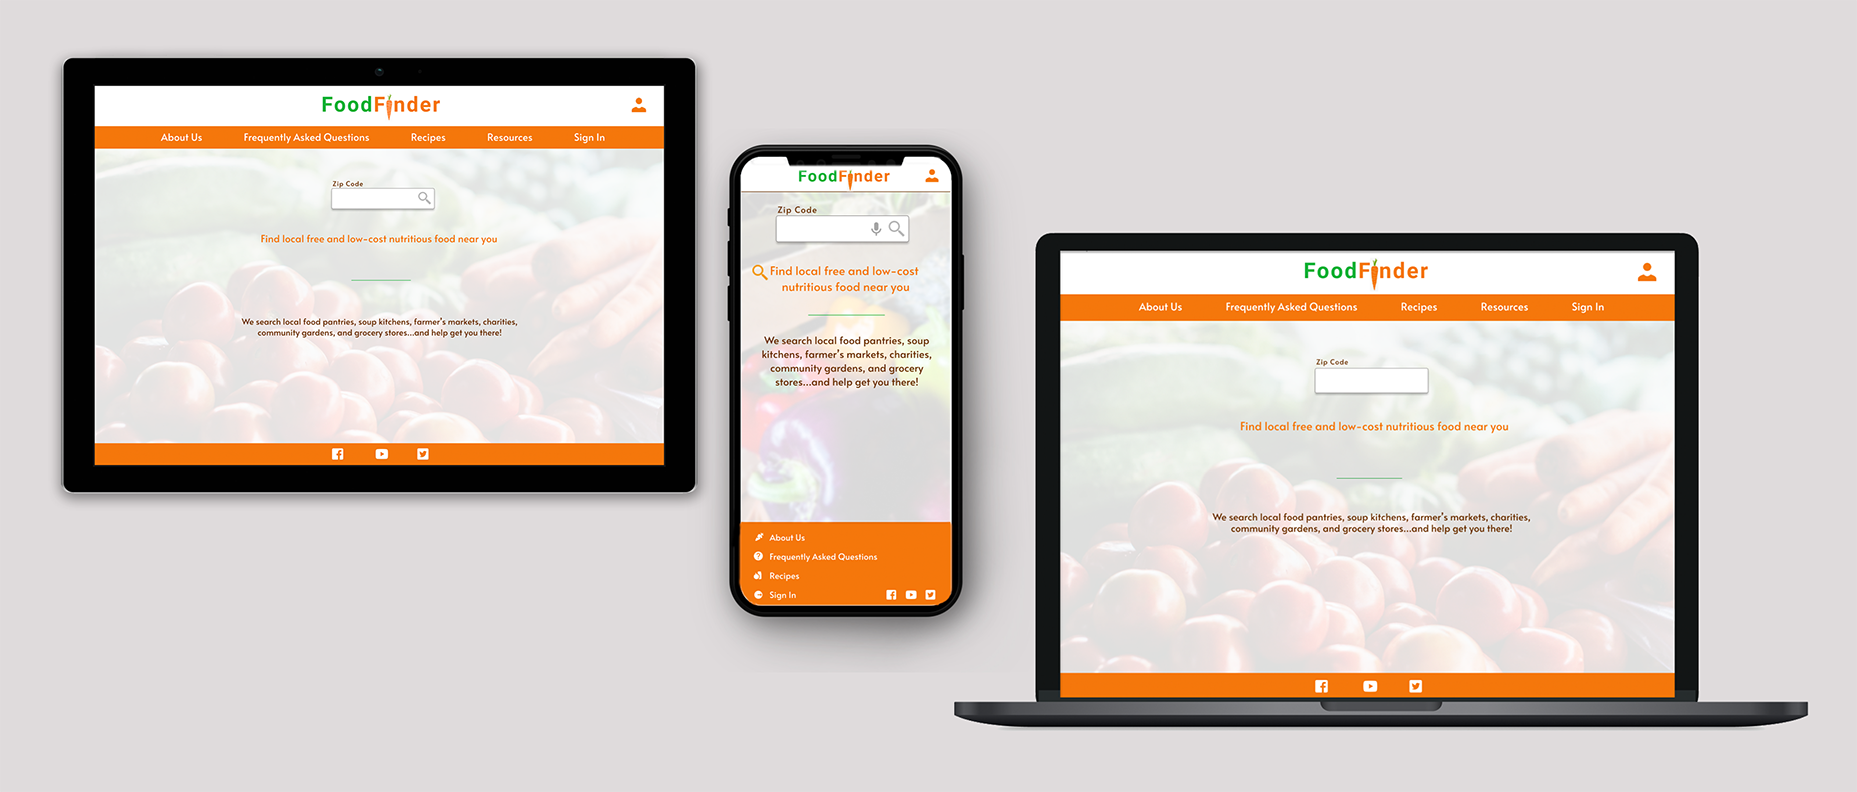 FoodFinder
About Us Frequently Asked Questions Recipes Resources Sign In
Zip Code
Find local free and low-cost nutritious food near you
We search local food pantries, soup kitchens, farmer's markets, charities,
community gardens, and grocery stores...and help get you there!
FoodFinder
Zip Code
Find local free and low-cost
nutritious food near you
We search local food pantries, soup
kitchens, farmer's markets, charities,
community gardens, and grocery
stores...and help get you there!
About Us
Frequently Asked Questions
Recipes
Sign In
FoodFinder
About Us Frequently Asked Questions Recipes Resources Sign In
Zip Code
Find local free and low-cost nutritious food near you
We search local food pantries, soup kitchens, farmer's markets, charities,
community gardens, and grocery stores...and help get you there!